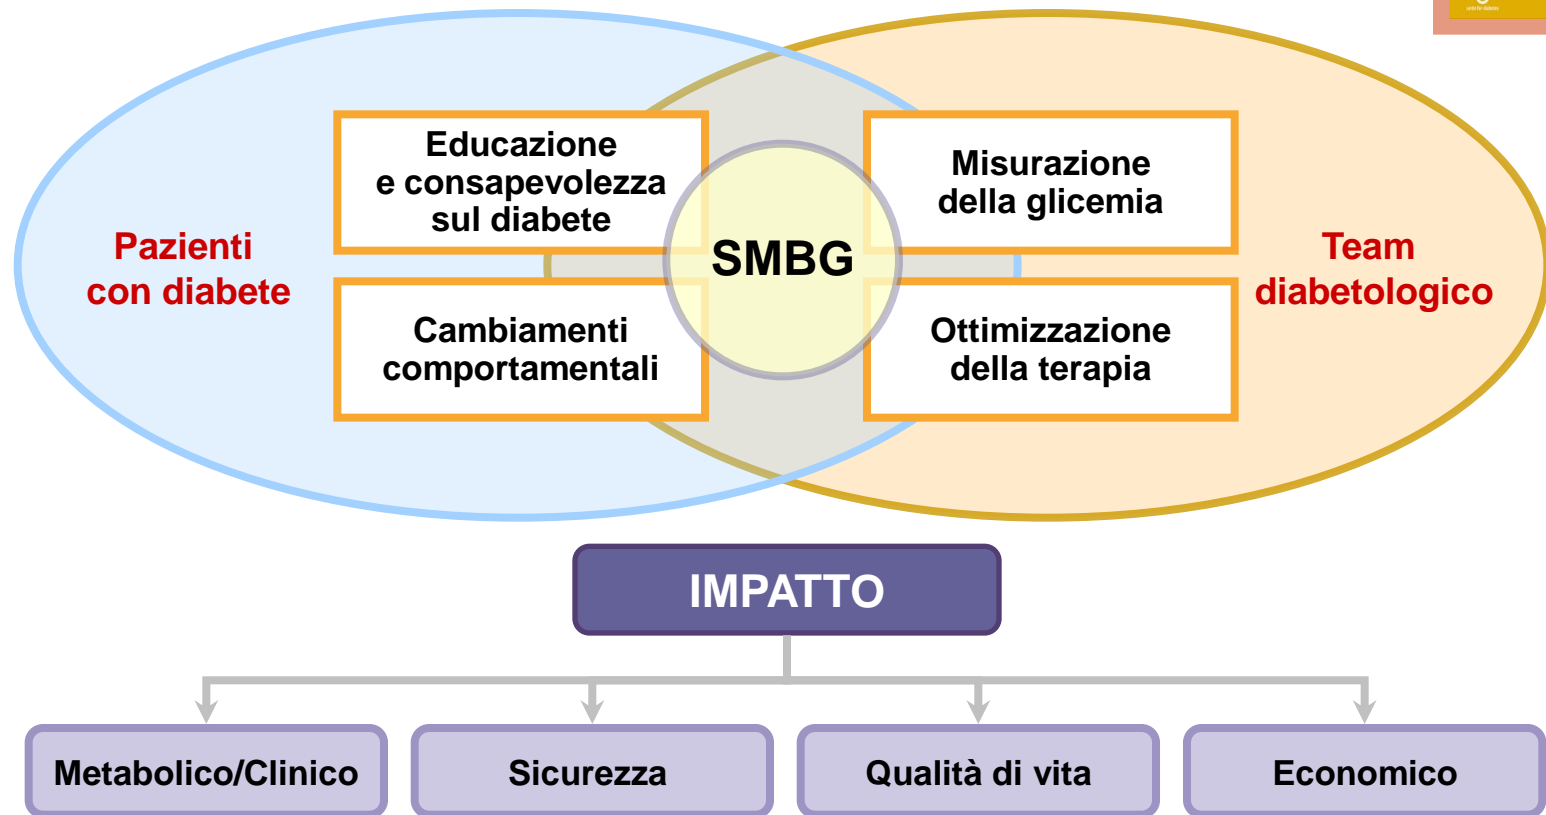 Educazione
e consapevolezza
sul diabete
Misurazione
della glicemia
Pazienti
con diabete
SMBG
Team
diabetologico
Cambiamenti
comportamentali
Ottimizzazione
della terapia
IMPATTO
Metabolico/Clinico
Sicurezza
Qualità di vita
Economico